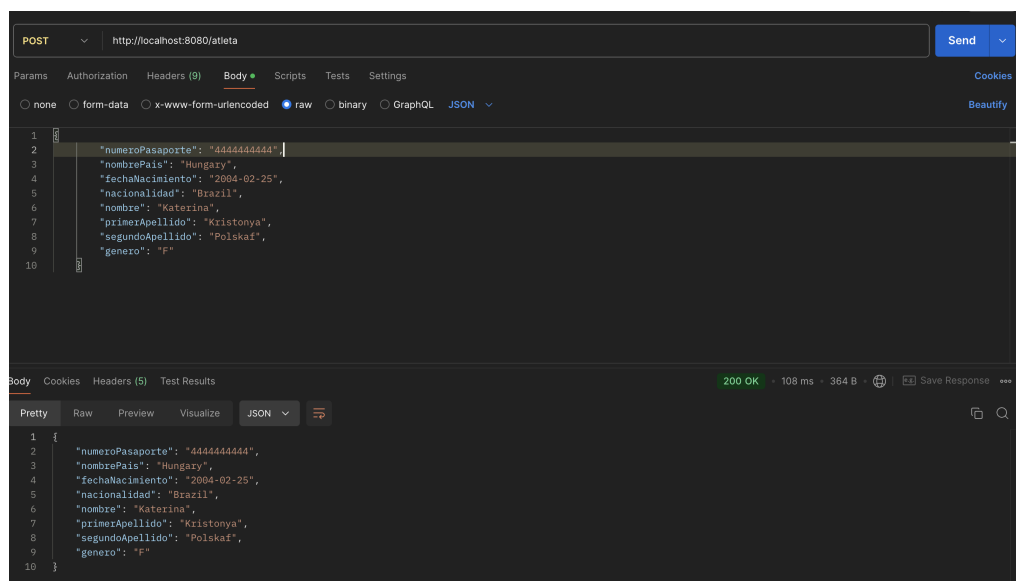 POST http://localhost:8080/atleta Send
Params Authorization Headers (9) Body Scripts Tests Settings Cookies
none form-data x-www-form-urlencoded raw binary GraphQL JSON Beautify
1 {
2 "numeroPasaporte": "4444444444",
3 "nombrePais": "Hungary",
4 "fechaNacimiento": "2004-02-25",
5 "nacionalidad": "Brazil",
6 "nombre": "Katerina",
7 "primerApellido": "Kristonya",
8 "segundoApellido": "Polskaf",
9 "genero": "F"
10 }
Body Cookies Headers (5) Test Results 200 OK • 108 ms • 364 B • Save Response
Pretty Raw Preview Visualize JSON
1 {
2 "numeroPasaporte": "4444444444",
3 "nombrePais": "Hungary",
4 "fechaNacimiento": "2004-02-25",
5 "nacionalidad": "Brazil",
6 "nombre": "Katerina",
7 "primerApellido": "Kristonya",
8 "segundoApellido": "Polskaf",
9 "genero": "F"
10 }